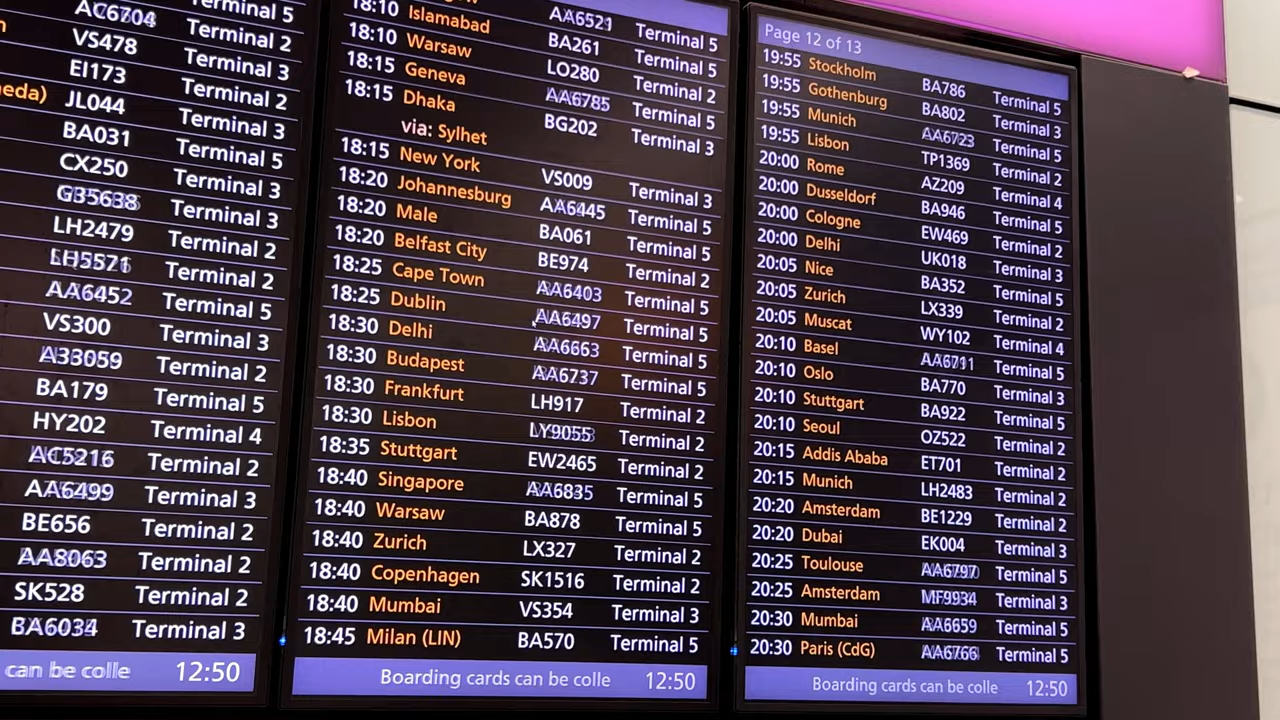 Terminal 5
AC6704 Terminal 2
VS478 Terminal 3
EI173 Terminal 2
eda) JL044 Terminal 3
BA031 Terminal 5
CX250 Terminal 3
G35638 Terminal 3
LH2479 Terminal 2
LH5571 Terminal 2
AA6452 Terminal 5
VS300 Terminal 3
A33059 Terminal 2
BA179 Terminal 5
HY202 Terminal 4
AC5216 Terminal 2
AA6499 Terminal 3
BE656 Terminal 2
AA8063 Terminal 2
SK528 Terminal 2
BA6034 Terminal 3
can be colle 12:50
AA6521 Terminal 5
18:10 Islamabad BA261 Terminal 5
18:10 Warsaw LO280 Terminal 2
18:15 Geneva AA6785 Terminal 5
18:15 Dhaka BG202 Terminal 3
via: Sylhet
18:15 New York VS009 Terminal 3
18:20 Johannesburg AA6445 Terminal 5
18:20 Male BA061 Terminal 5
18:20 Belfast City BE974 Terminal 2
18:25 Cape Town AA6403 Terminal 5
18:25 Dublin AA6497 Terminal 5
18:30 Delhi AA6663 Terminal 5
18:30 Budapest AA6737 Terminal 5
18:30 Frankfurt LH917 Terminal 2
18:30 Lisbon LY9055 Terminal 2
18:35 Stuttgart EW2465 Terminal 2
18:40 Singapore AA6835 Terminal 5
18:40 Warsaw BA878 Terminal 5
18:40 Zurich LX327 Terminal 2
18:40 Copenhagen SK1516 Terminal 2
18:40 Mumbai VS354 Terminal 3
18:45 Milan (LIN) BA570 Terminal 5
Boarding cards can be colle 12:50
Page 12 of 13
19:55 Stockholm BA786 Terminal 5
19:55 Gothenburg BA802 Terminal 3
19:55 Munich AA6723 Terminal 5
19:55 Lisbon TP1369 Terminal 2
20:00 Rome AZ209 Terminal 4
20:00 Dusseldorf BA946 Terminal 5
20:00 Cologne EW469 Terminal 2
20:00 Delhi UK018 Terminal 3
20:05 Nice BA352 Terminal 5
20:05 Zurich LX339 Terminal 2
20:05 Muscat WY102 Terminal 4
20:10 Basel AA6711 Terminal 5
20:10 Oslo BA770 Terminal 3
20:10 Stuttgart BA922 Terminal 5
20:10 Seoul OZ522 Terminal 2
20:15 Addis Ababa ET701 Terminal 2
20:15 Munich LH2483 Terminal 2
20:20 Amsterdam BE1229 Terminal 2
20:20 Dubai EK004 Terminal 3
20:25 Toulouse AA6797 Terminal 5
20:25 Amsterdam MF9934 Terminal 3
20:30 Mumbai AA6659 Terminal 5
20:30 Paris (CdG) AA6766 Terminal 5
Boarding cards can be colle 12:50